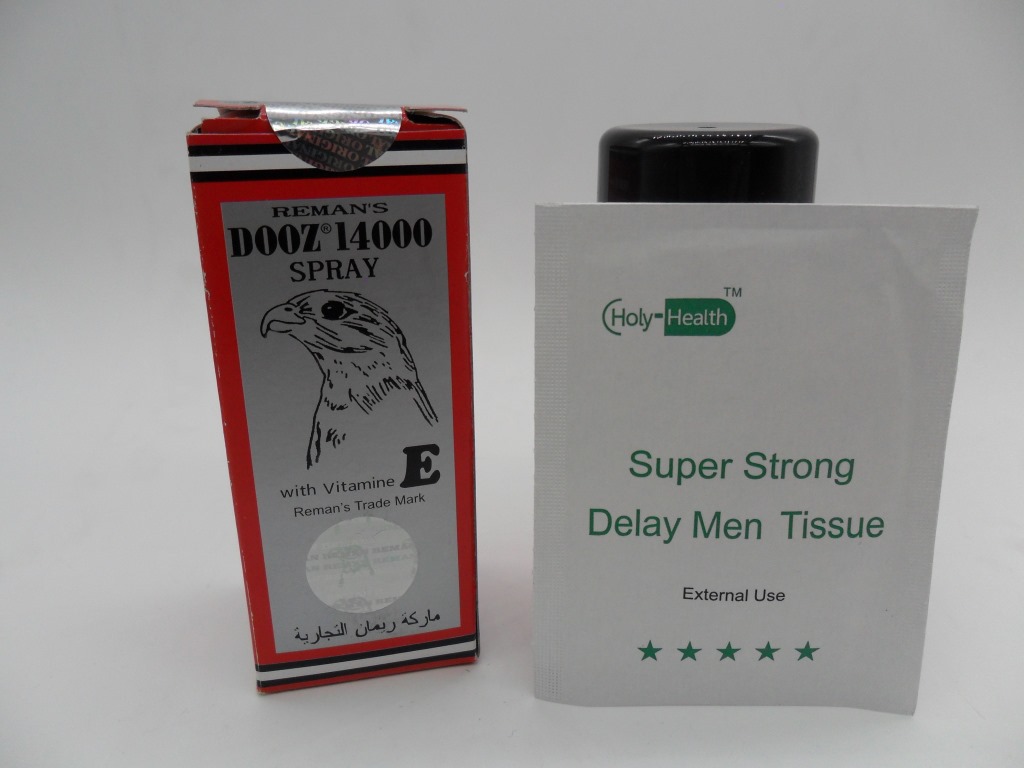 REMAN'S
DOOZ® 14000
SPRAY
with Vitamine E
Reman's Trade Mark
ماركة ريمان التجارية
Holy-Health™
Super Strong
Delay Men Tissue
External Use